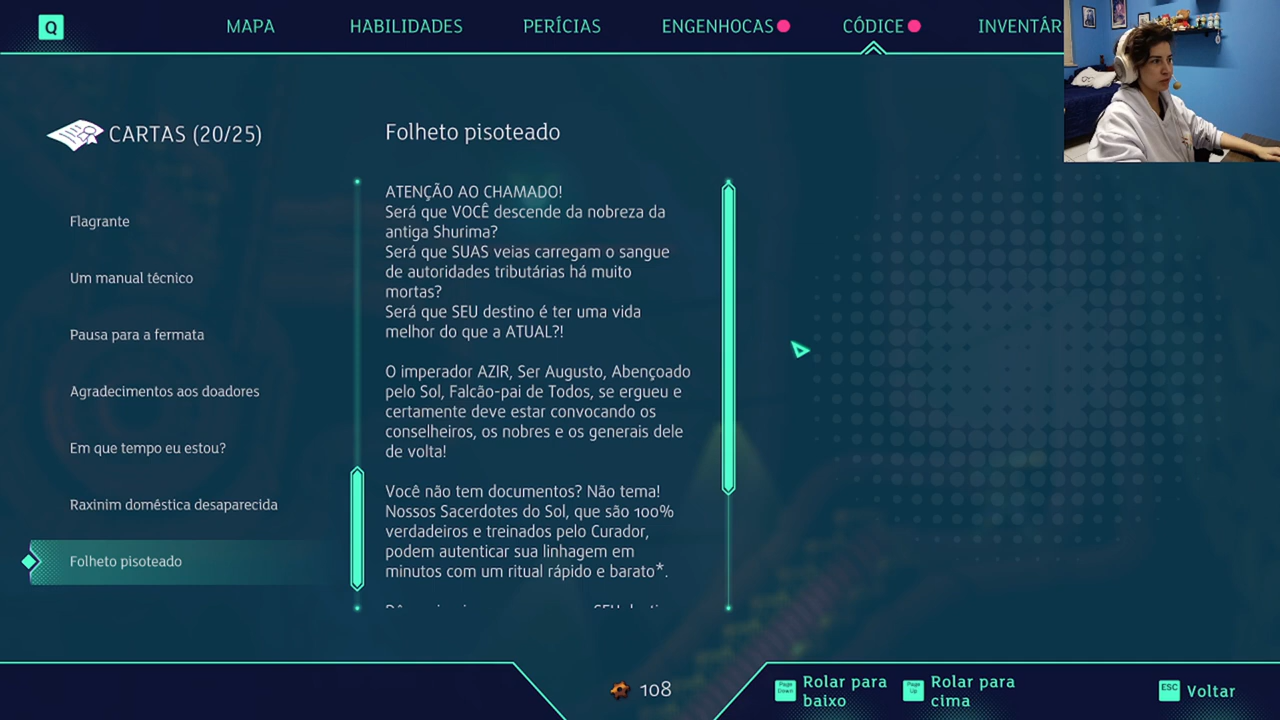 Q
MAPA
HABILIDADES
PERÍCIAS
ENGENHOCAS
CÓDICE
INVENTÁR
CARTAS (20/25)
Flagrante
Um manual técnico
Pausa para a fermata
Agradecimentos aos doadores
Em que tempo eu estou?
Raxinim doméstica desaparecida
Folheto pisoteado
Folheto pisoteado
ATENÇÃO AO CHAMADO!
Será que VOCÊ descende da nobreza da
antiga Shurima?
Será que SUAS veias carregam o sangue
de autoridades tributárias há muito
mortas?
Será que SEU destino é ter uma vida
melhor do que a ATUAL?!
O imperador AZIR, Ser Augusto, Abençoado
pelo Sol, Falcão-pai de Todos, se ergueu e
certamente deve estar convocando os
conselheiros, os nobres e os generais dele
de volta!
Você não tem documentos? Não tema!
Nossos Sacerdotes do Sol, que são 100%
verdadeiros e treinados pelo Curador,
podem autenticar sua linhagem em
minutos com um ritual rápido e barato*.
108
Page Down
Rolar para
baixo
Page Up
Rolar para
cima
ESC
Voltar